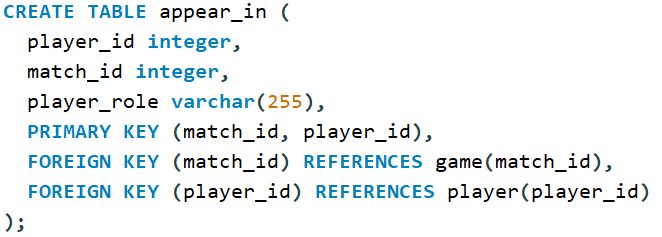 CREATE TABLE appear_in (
  player_id integer,
  match_id integer,
  player_role varchar(255),
  PRIMARY KEY (match_id, player_id),
  FOREIGN KEY (match_id) REFERENCES game(match_id),
  FOREIGN KEY (player_id) REFERENCES player(player_id)
);